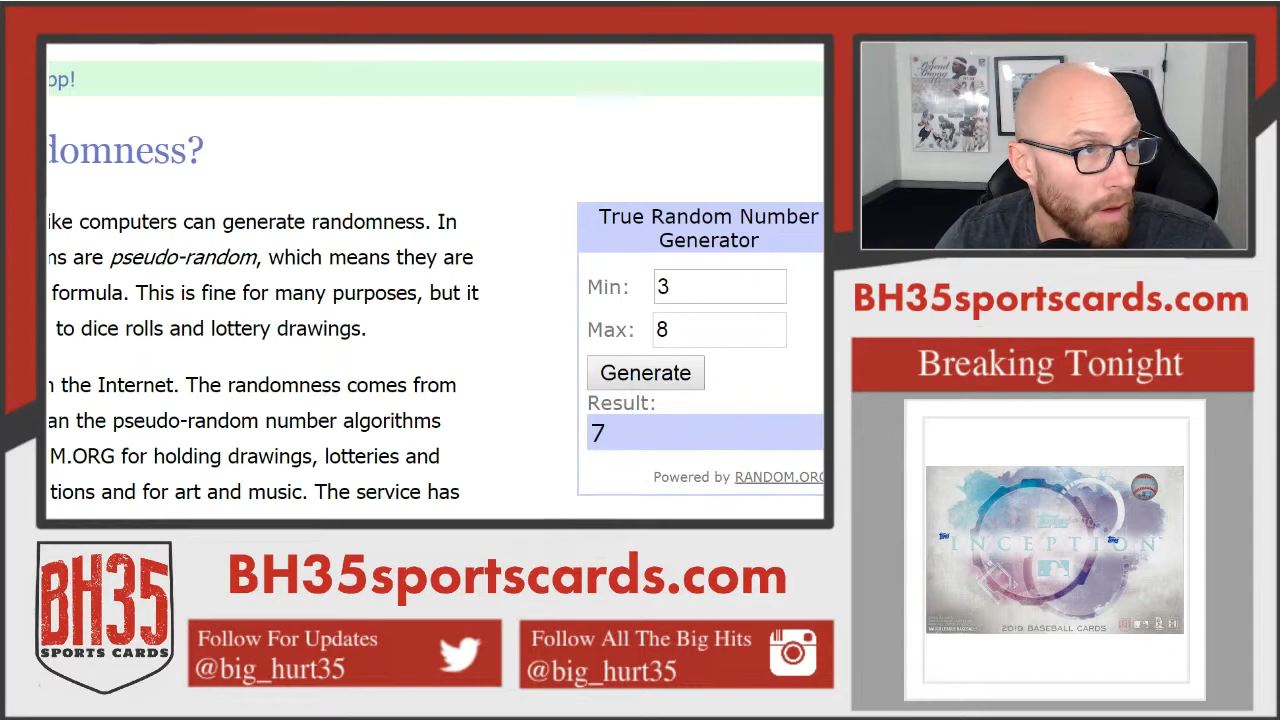 op!
domness?
ike computers can generate randomness. In
ns are pseudo-random, which means they are
formula. This is fine for many purposes, but it
to dice rolls and lottery drawings.
n the Internet. The randomness comes from
an the pseudo-random number algorithms
M.ORG for holding drawings, lotteries and
tions and for art and music. The service has
True Random Number
Generator
Min: 3
Max: 8
Generate
Result:
7
Powered by RANDOM.ORG
Legend
Among
BH35sportscards.com
Breaking Tonight
Topps
INCEPTION
2019 BASEBALL CARDS
BH35
SPORTS CARDS
BH35sportscards.com
Follow For Updates
@big_hurt35
Follow All The Big Hits
@big_hurt35